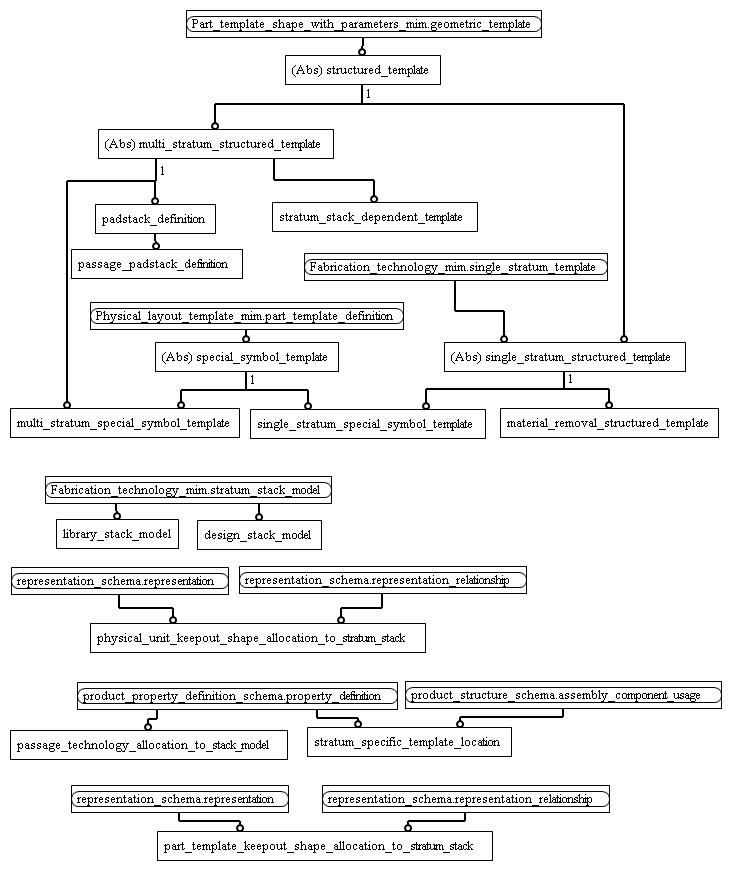 Part_template_shape_with_parameters_mim.geometric_template
(Abs) structured_template
1
(Abs) multi_stratum_structured_template
1
padstack_definition
stratum_stack_dependent_template
passage_padstack_definition
Fabrication_technology_mim.single_stratum_template
Physical_layout_template_mim.part_template_definition
(Abs) special_symbol_template
(Abs) single_stratum_structured_template
1
1
multi_stratum_special_symbol_template
single_stratum_special_symbol_template
material_removal_structured_template
Fabrication_technology_mim.stratum_stack_model
library_stack_model
design_stack_model
representation_schema.representation
representation_schema.representation_relationship
physical_unit_keepout_shape_allocation_to_stratum_stack
product_property_definition_schema.property_definition
product_structure_schema.assembly_component_usage
passage_technology_allocation_to_stack_model
stratum_specific_template_location
representation_schema.representation
representation_schema.representation_relationship
part_template_keepout_shape_allocation_to_stratum_stack